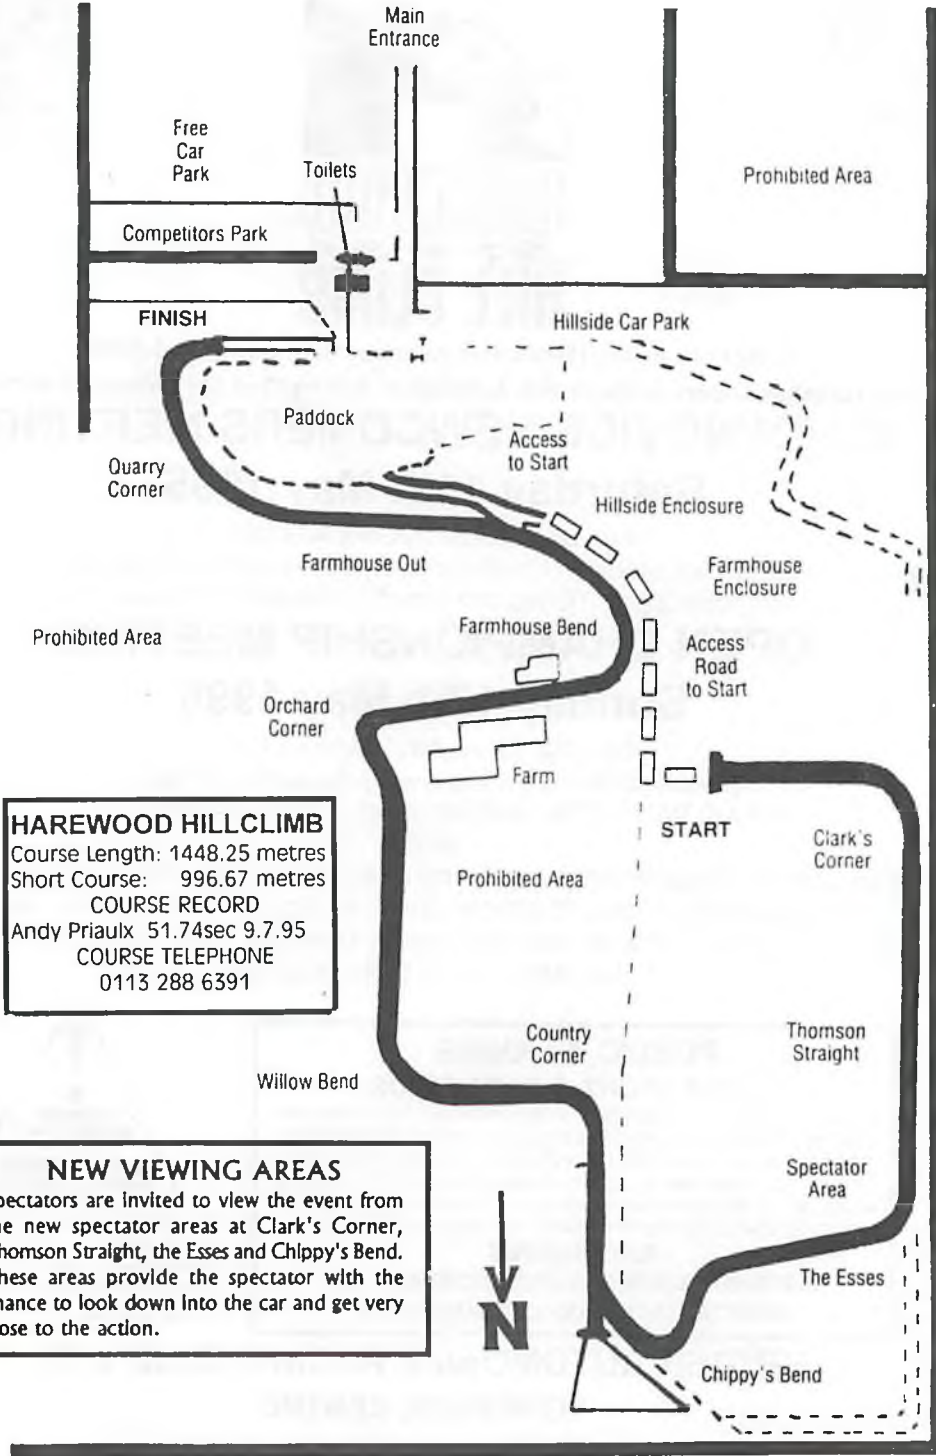 Main
Entrance
Free
Car
Park
Toilets
Prohibited Area
Competitors Park
FINISH
Hillside Car Park
Paddock
Access
to Start
Quarry
Corner
Hillside Enclosure
Farmhouse Out
Farmhouse
Enclosure
Farmhouse Bend
Prohibited Area
Access
Road
to Start
Orchard
Corner
Farm
START
Clark's
Corner
HAREWOOD HILLCLIMB
Course Length: 1448.25 metres
Short Course: 996.67 metres
COURSE RECORD
Andy Priaulx 51.74sec 9.7.95
COURSE TELEPHONE
0113 288 6391
Prohibited Area
Country
Corner
Thomson
Straight
Willow Bend
NEW VIEWING AREAS
pectators are invited to view the event from
ne new spectator areas at Clark's Corner,
homson Straight, the Esses and Chippy's Bend.
hese areas provide the spectator with the
hance to look down into the car and get very
ose to the action.
Spectator
Area
The Esses
N
Chippy's Bend